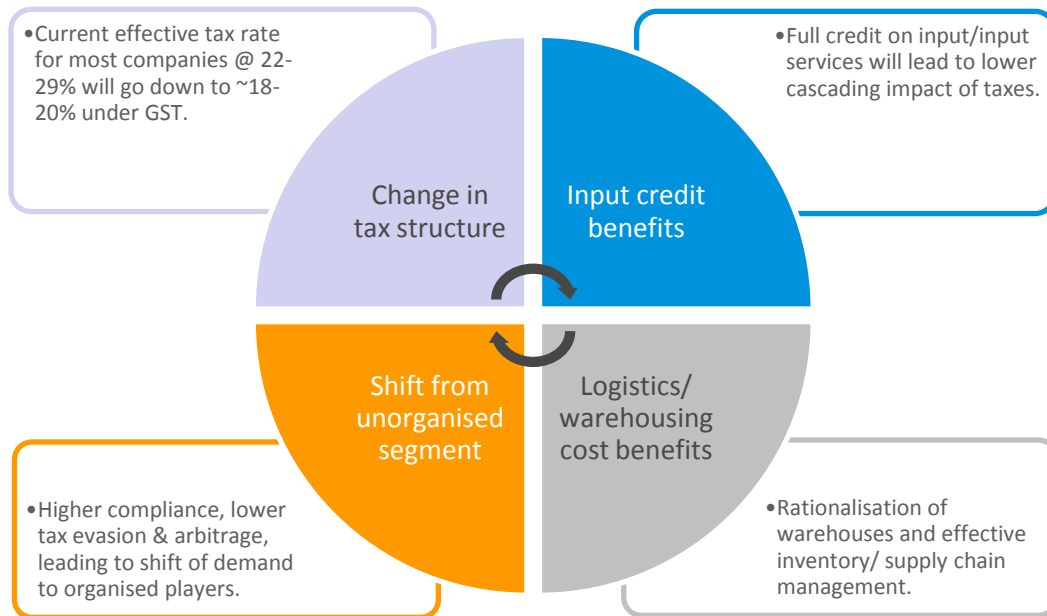 •Current effective tax rate
for most companies @ 22-
29% will go down to ~18-
20% under GST.
•Full credit on input/input
services will lead to lower
cascading impact of taxes.
Change in
tax structure
Input credit
benefits
Shift from
unorganised
segment
Logistics/
warehousing
cost benefits
•Higher compliance, lower
tax evasion & arbitrage,
leading to shift of demand
to organised players.
•Rationalisation of
warehouses and effective
inventory/ supply chain
management.